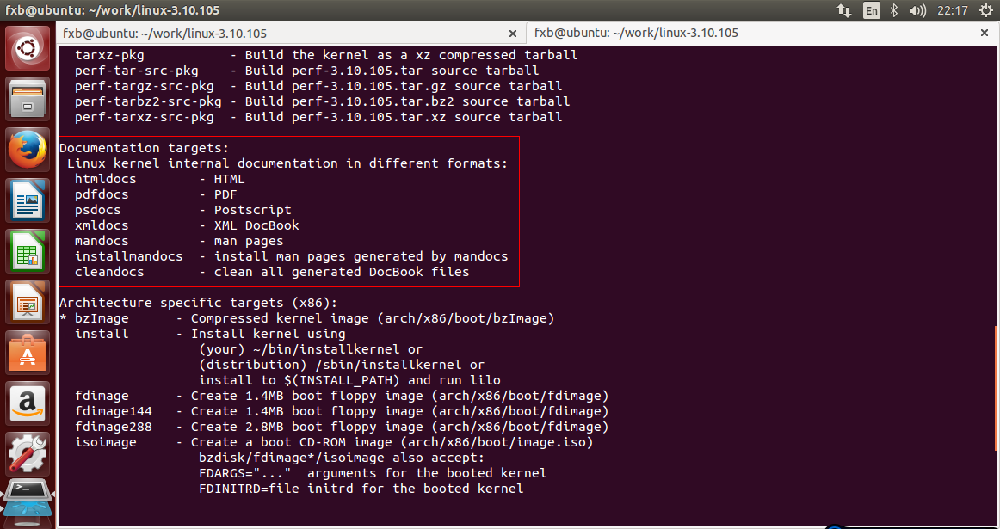 fxb@ubuntu: ~/work/linux-3.10.105
En
22:17
fxb@ubuntu: ~/work/linux-3.10.105 ×
fxb@ubuntu: ~/work/linux-3.10.105 ×
  tarxz-pkg           - Build the kernel as a xz compressed tarball
  perf-tar-src-pkg    - Build perf-3.10.105.tar source tarball
  perf-targz-src-pkg  - Build perf-3.10.105.tar.gz source tarball
  perf-tarbz2-src-pkg - Build perf-3.10.105.tar.bz2 source tarball
  perf-tarxz-src-pkg  - Build perf-3.10.105.tar.xz source tarball
Documentation targets:
 Linux kernel internal documentation in different formats:
  htmldocs        - HTML
  pdfdocs         - PDF
  psdocs          - Postscript
  xmldocs         - XML DocBook
  mandocs         - man pages
  installmandocs  - install man pages generated by mandocs
  cleandocs       - clean all generated DocBook files
Architecture specific targets (x86):
* bzImage      - Compressed kernel image (arch/x86/boot/bzImage)
  install      - Install kernel using
                  (your) ~/bin/installkernel or
                  (distribution) /sbin/installkernel or
                  install to $(INSTALL_PATH) and run lilo
  fdimage      - Create 1.4MB boot floppy image (arch/x86/boot/fdimage)
  fdimage144   - Create 1.4MB boot floppy image (arch/x86/boot/fdimage)
  fdimage288   - Create 2.8MB boot floppy image (arch/x86/boot/fdimage)
  isoimage     - Create a boot CD-ROM image (arch/x86/boot/image.iso)
                  bzdisk/fdimage*/isoimage also accept:
                  FDARGS="..."  arguments for the booted kernel
                  FDINITRD=file initrd for the booted kernel